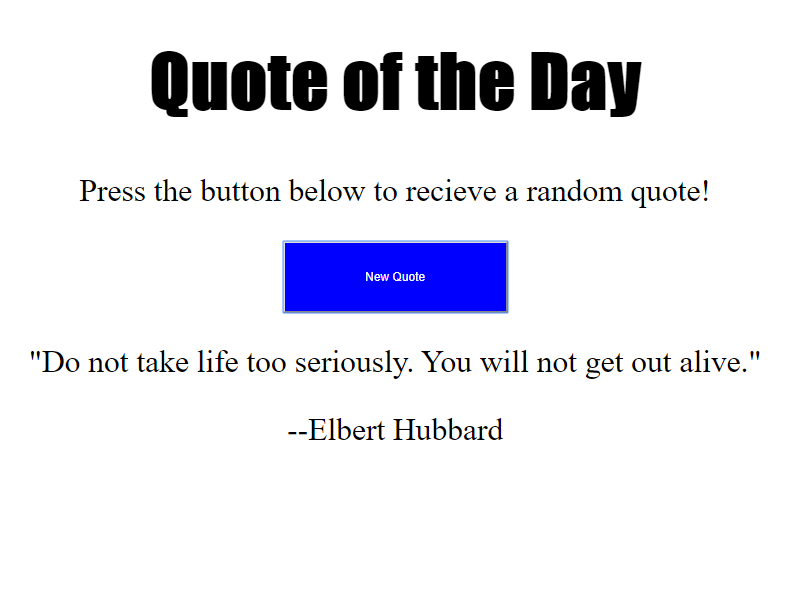 Quote of the Day
Press the button below to recieve a random quote!
New Quote
"Do not take life too seriously. You will not get out alive."
--Elbert Hubbard